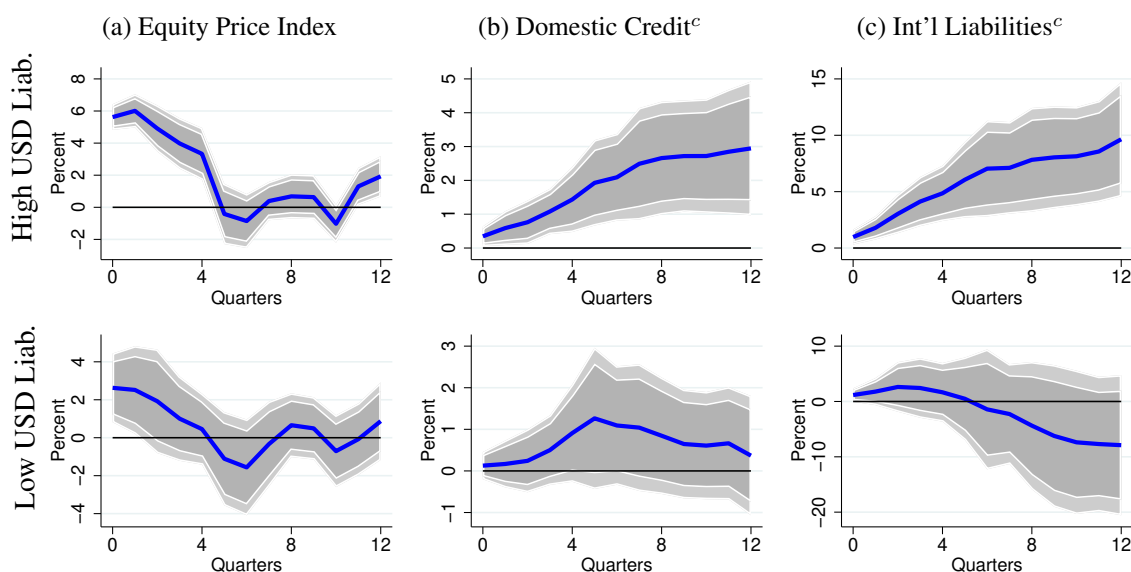 (a) Equity Price Index
(b) Domestic Credit^c
(c) Int'l Liabilities^c
High USD Liab.
Percent
8
6
4
2
0
−2
0 4 8 12
Quarters
Percent
5
4
3
2
1
0
0 4 8 12
Quarters
Percent
15
10
5
0
0 4 8 12
Quarters
Low USD Liab.
Percent
4
2
0
−2
−4
0 4 8 12
Quarters
Percent
3
2
1
0
−1
0 4 8 12
Quarters
Percent
10
0
−10
−20
0 4 8 12
Quarters